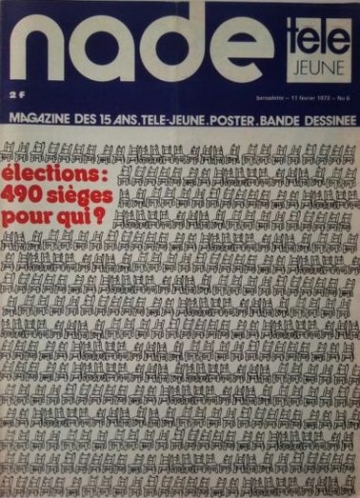 nade
tele
JEUNE
2 F
bernadette — 11 février 1973 — No 6
MAGAZINE DES 15 ANS. TELE-JEUNE. POSTER. BANDE DESSINEE
élections :
490 sièges
pour qui ?